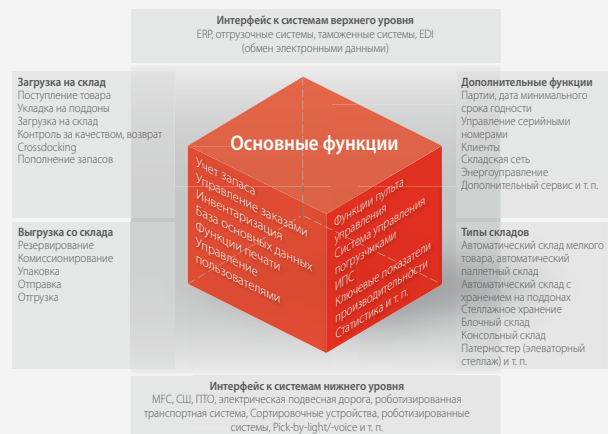 Интерфейс к системам верхнего уровня
ERP, отгрузочные системы, таможенные системы, EDI
(обмен электронными данными)
Загрузка на склад
Поступление товара
Укладка на поддоны
Загрузка на склад
Контроль за качеством, возврат
Crossdocking
Пополнение запасов
Дополнительные функции
Партии, дата минимального
срока годности
Управление серийными
номерами
Клиенты
Складская сеть
Энергоуправление
Дополнительный сервис и т. п.
Основные функции
Учет запаса
Управление заказами
Инвентаризация
База основных данных
Функции печати
Управление
пользователями
Функции пульта
управления
Система управления
погрузчиками
ИПС
Ключевые показатели
производительности
Статистика и т. п.
Выгрузка со склада
Резервирование
Комиссионирование
Упаковка
Отправка
Отгрузка
Типы складов
Автоматический склад мелкого
товара, автоматический
паллетный склад
Автоматический склад с
хранением на поддонах
Стеллажное хранение
Блочный склад
Консольный склад
Патерностер (элеваторный
стеллаж) и т. п.
Интерфейс к системам нижнего уровня
MFC, СШ, ПТО, электрическая подвесная дорога, роботизированная
транспортная система, Сортировочные устройства, роботизированные
системы, Pick-by-light/-voice и т. п.